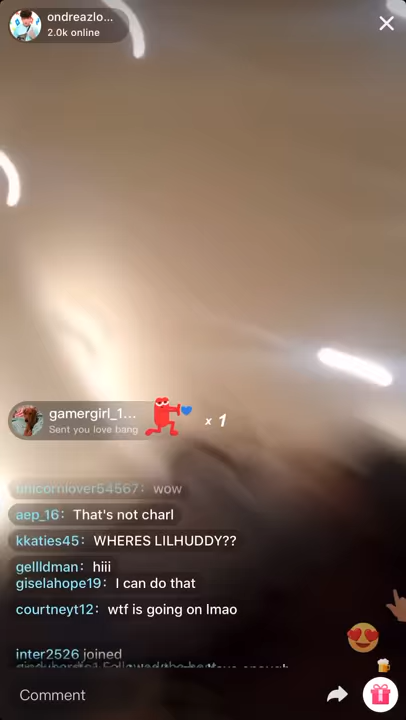 ondreazlo...
2.0k online
gamergirl_1...
Sent you love bang
x 1
unicornlover54567: wow
aep_16: That's not charl
kkaties45: WHERES LILHUDDY??
gellldman: hiii
giselahope19: I can do that
courtneyt12: wtf is going on lmao
inter2526 joined
Comment